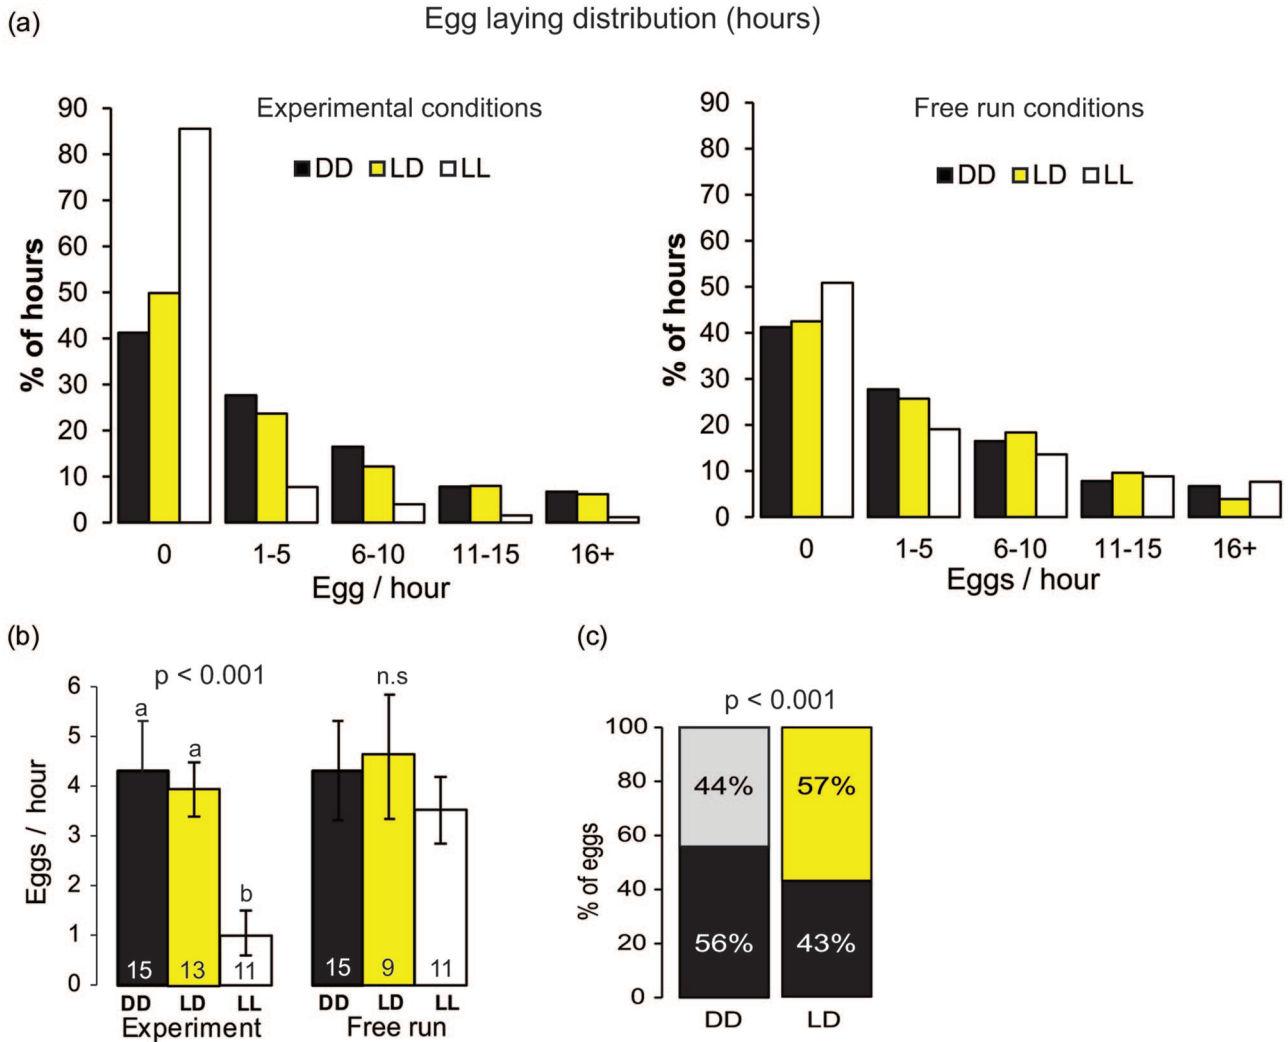 (a)
Egg laying distribution (hours)
Experimental conditions
DD LD LL
% of hours
90
80
70
60
50
40
30
20
10
0
0 1-5 6-10 11-15 16+
Egg / hour
Free run conditions
DD LD LL
% of hours
90
80
70
60
50
40
30
20
10
0
0 1-5 6-10 11-15 16+
Eggs / hour
(b)
p < 0.001
n.s
Eggs / hour
6
5
4
3
2
1
0
a
a
b
15 13 11 15 9 11
DD LD LL DD LD LL
Experiment Free run
(c)
p < 0.001
% of eggs
100
80
60
40
20
0
44% 57%
56% 43%
DD LD